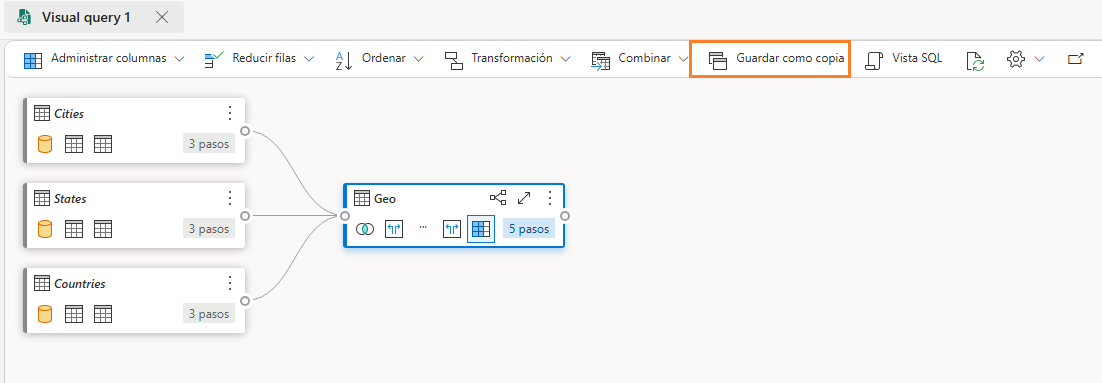 Visual query 1
Administrar columnas
Reducir filas
Ordenar
Transformación
Combinar
Guardar como copia
Vista SQL
Cities
3 pasos
States
3 pasos
Geo
5 pasos
Countries
3 pasos